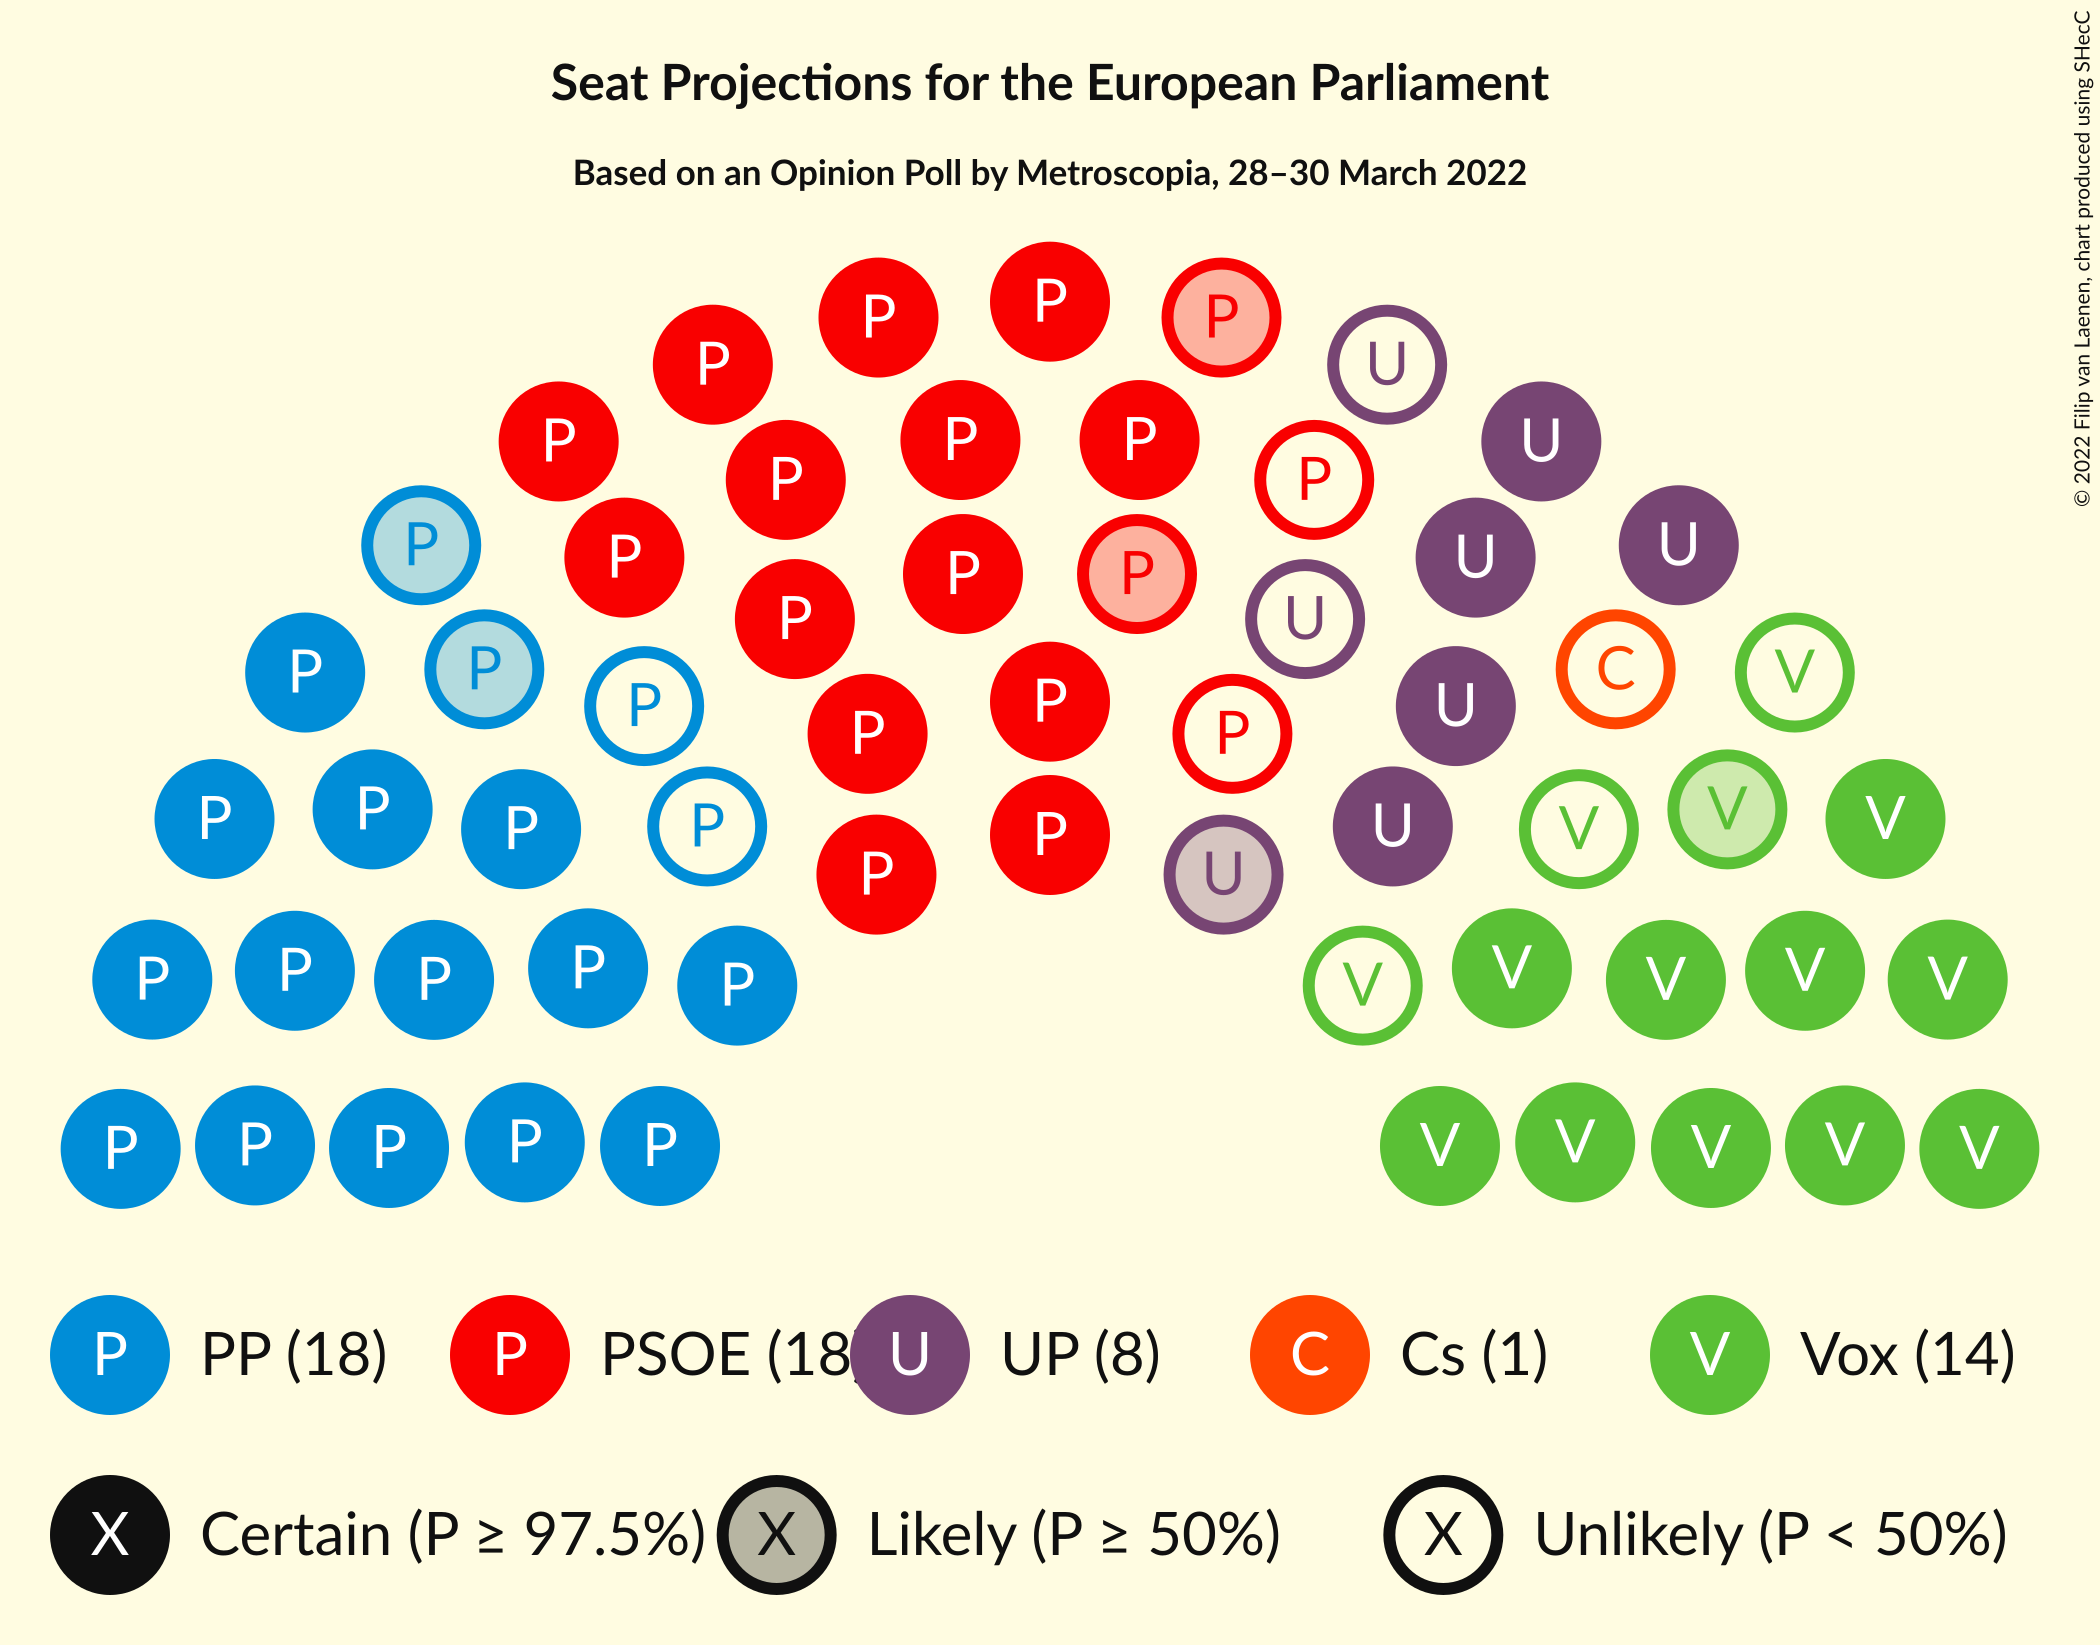 © 2022 Filip van Laenen, chart produced using SHecC
Seat Projections for the European Parliament
Based on an Opinion Poll by Metroscopia, 28–30 March 2022
P P P
P U
P P P U
P P
P P P P U U
P U
P P P P U C V
P P
P P P P P U V V V
P U
P P P P P V V V V V
P P P P P V V V V V
P PP (18) P PSOE (18) U UP (8) C Cs (1) V Vox (14)
X Certain (P ≥ 97.5%) X Likely (P ≥ 50%) X Unlikely (P < 50%)